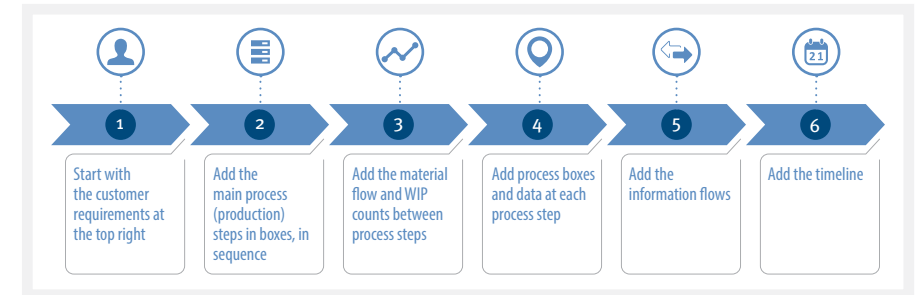 21
1
2
3
4
5
6
Start with
the customer
requirements at
the top right
Add the
main process
(production)
steps in boxes, in
sequence
Add the material
flow and WIP
counts between
process steps
Add process boxes
and data at each
process step
Add the
information flows
Add the timeline